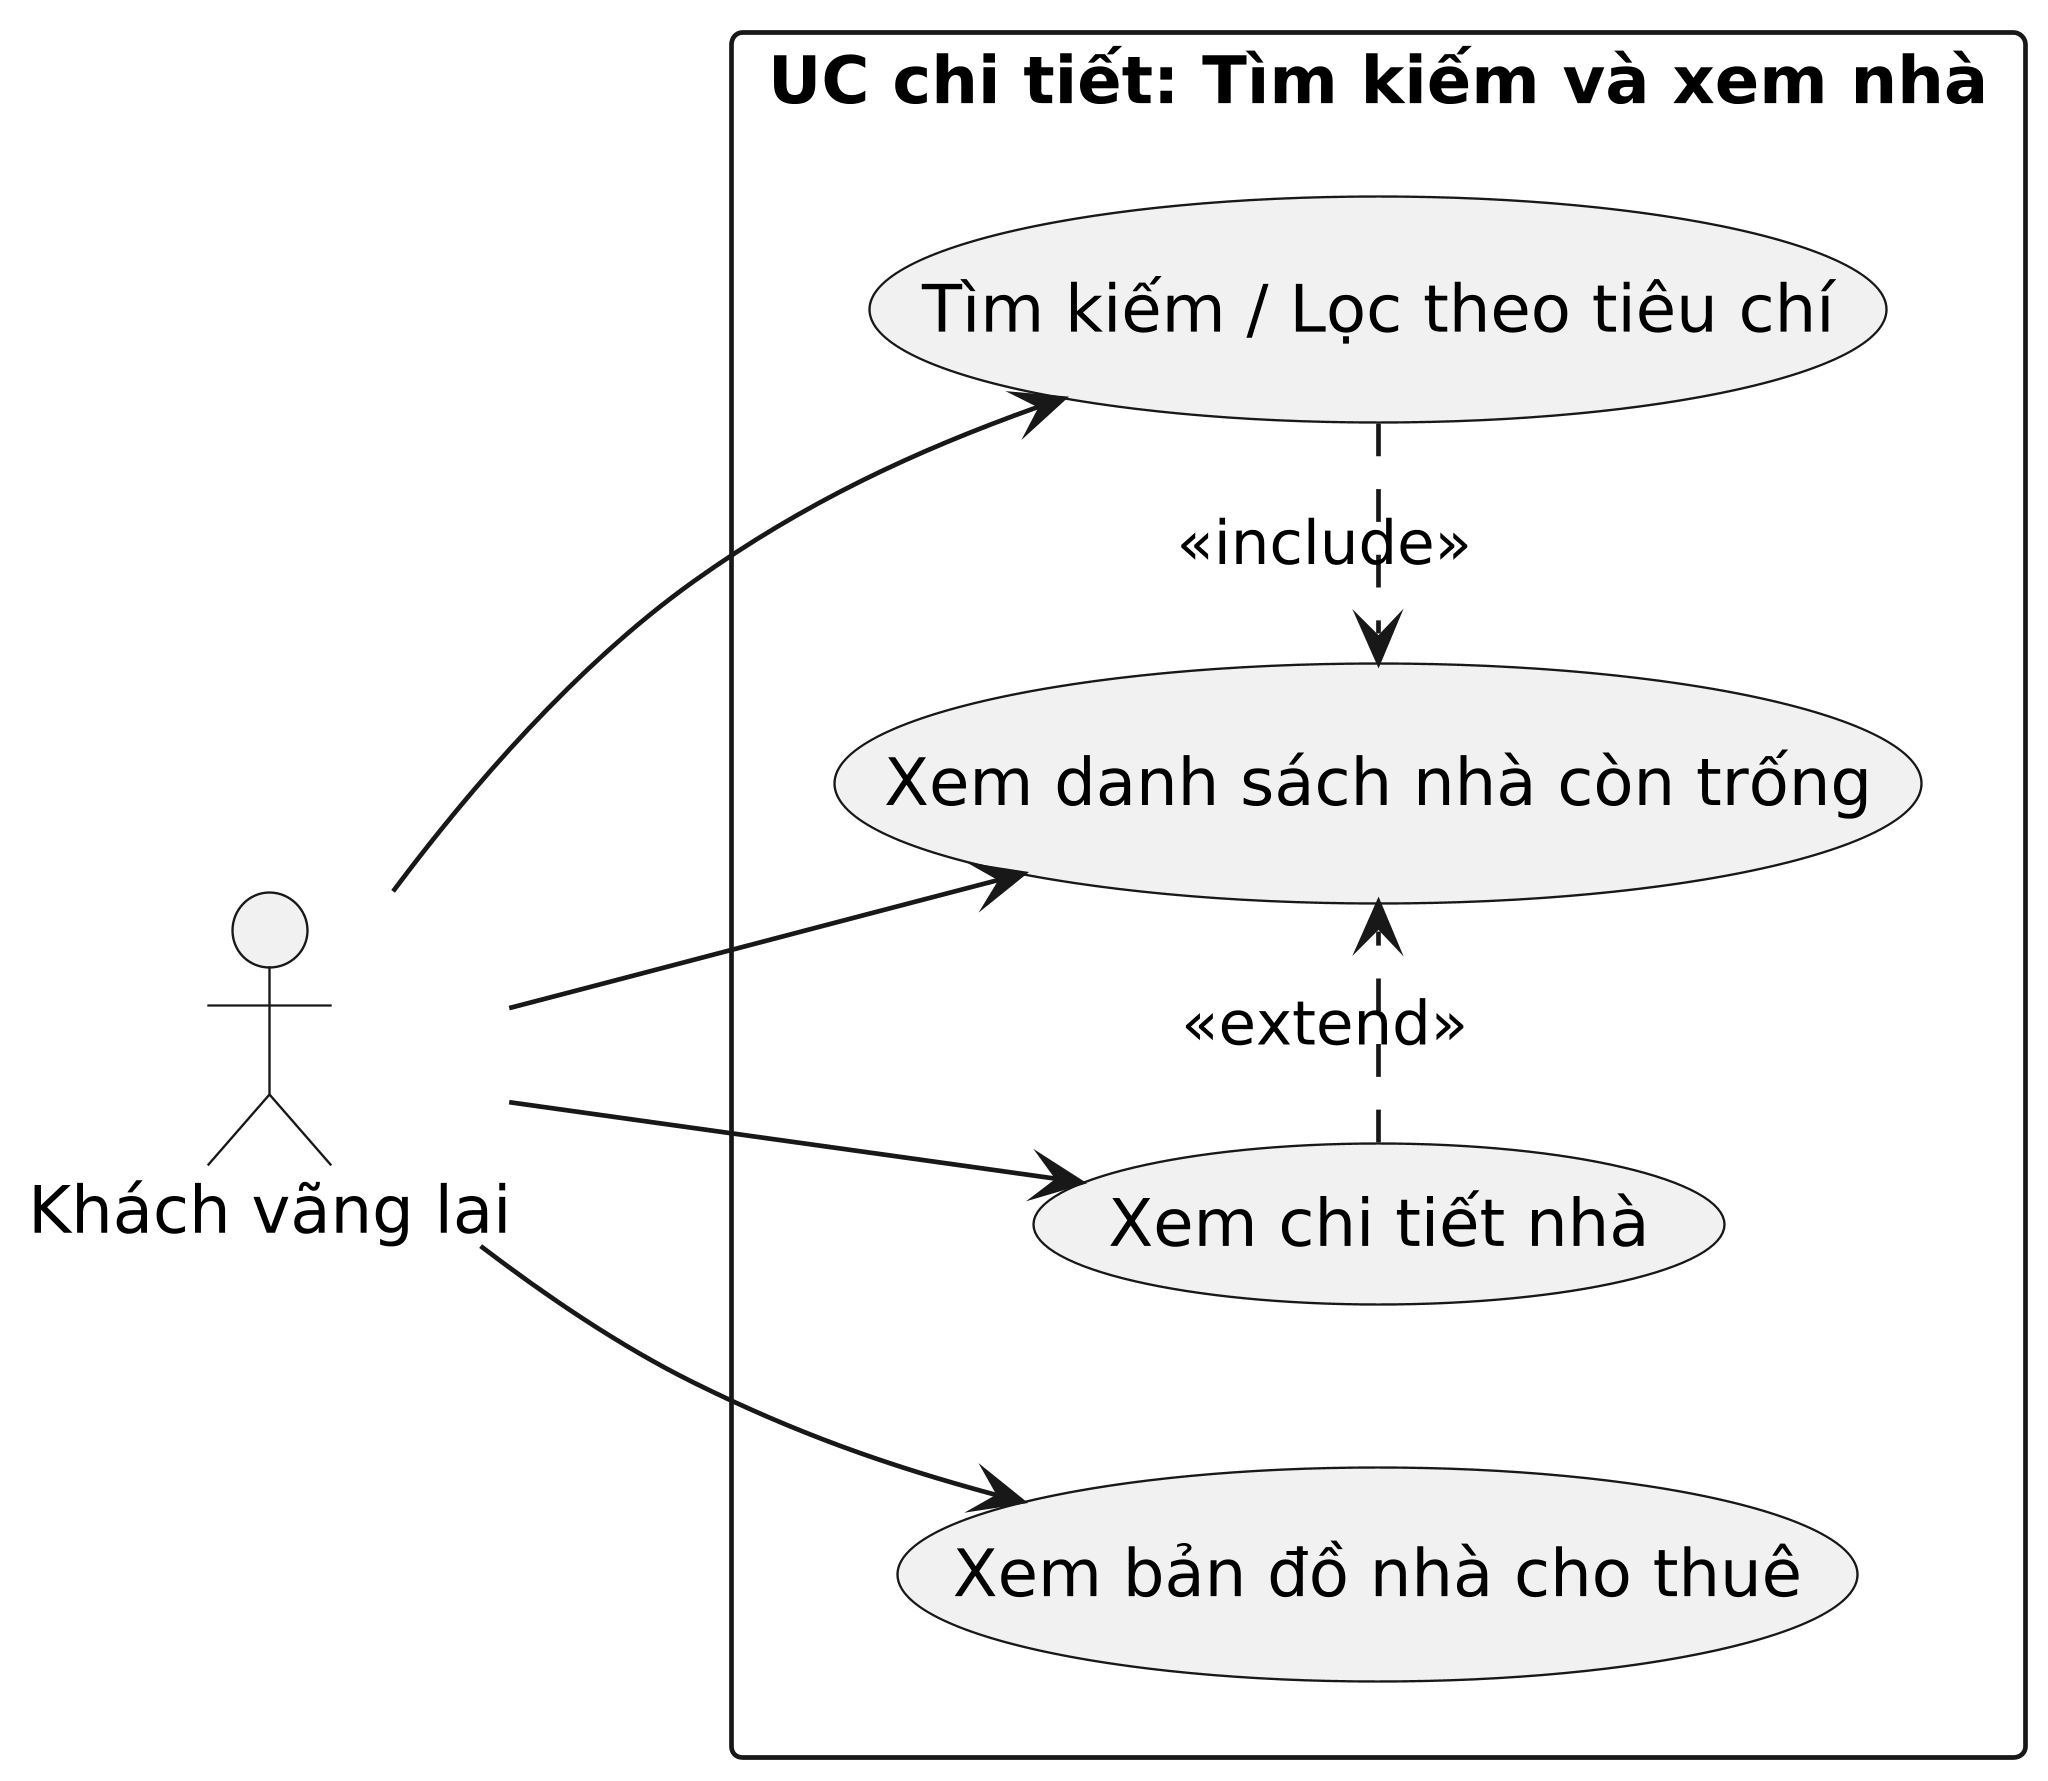 UC chi tiết: Tìm kiếm và xem nhà
Tìm kiếm / Lọc theo tiêu chí
«include»
Xem danh sách nhà còn trống
«extend»
Khách vãng lai
Xem chi tiết nhà
Xem bản đồ nhà cho thuê